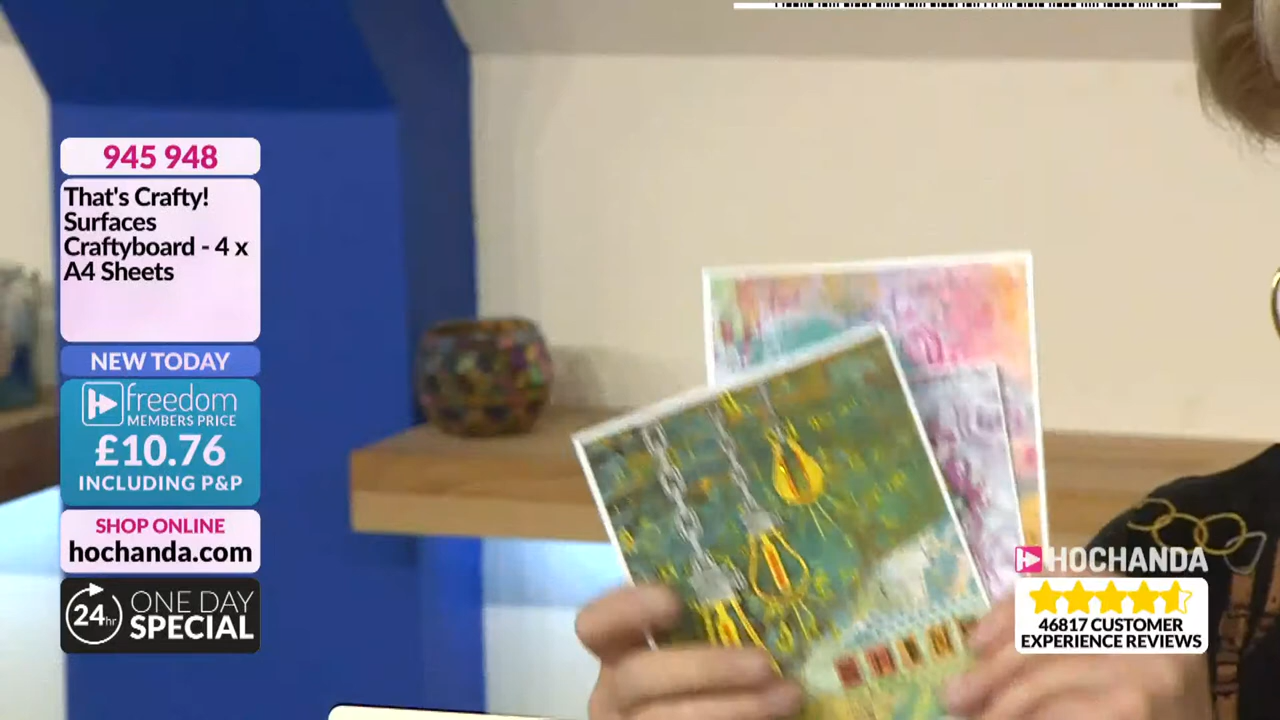 945 948
That's Crafty!
Surfaces
Craftyboard - 4 x
A4 Sheets
NEW TODAY
freedom
MEMBERS PRICE
£10.76
INCLUDING P&P
SHOP ONLINE
hochanda.com
24hr ONE DAY
SPECIAL
HOCHANDA
46817 CUSTOMER
EXPERIENCE REVIEWS